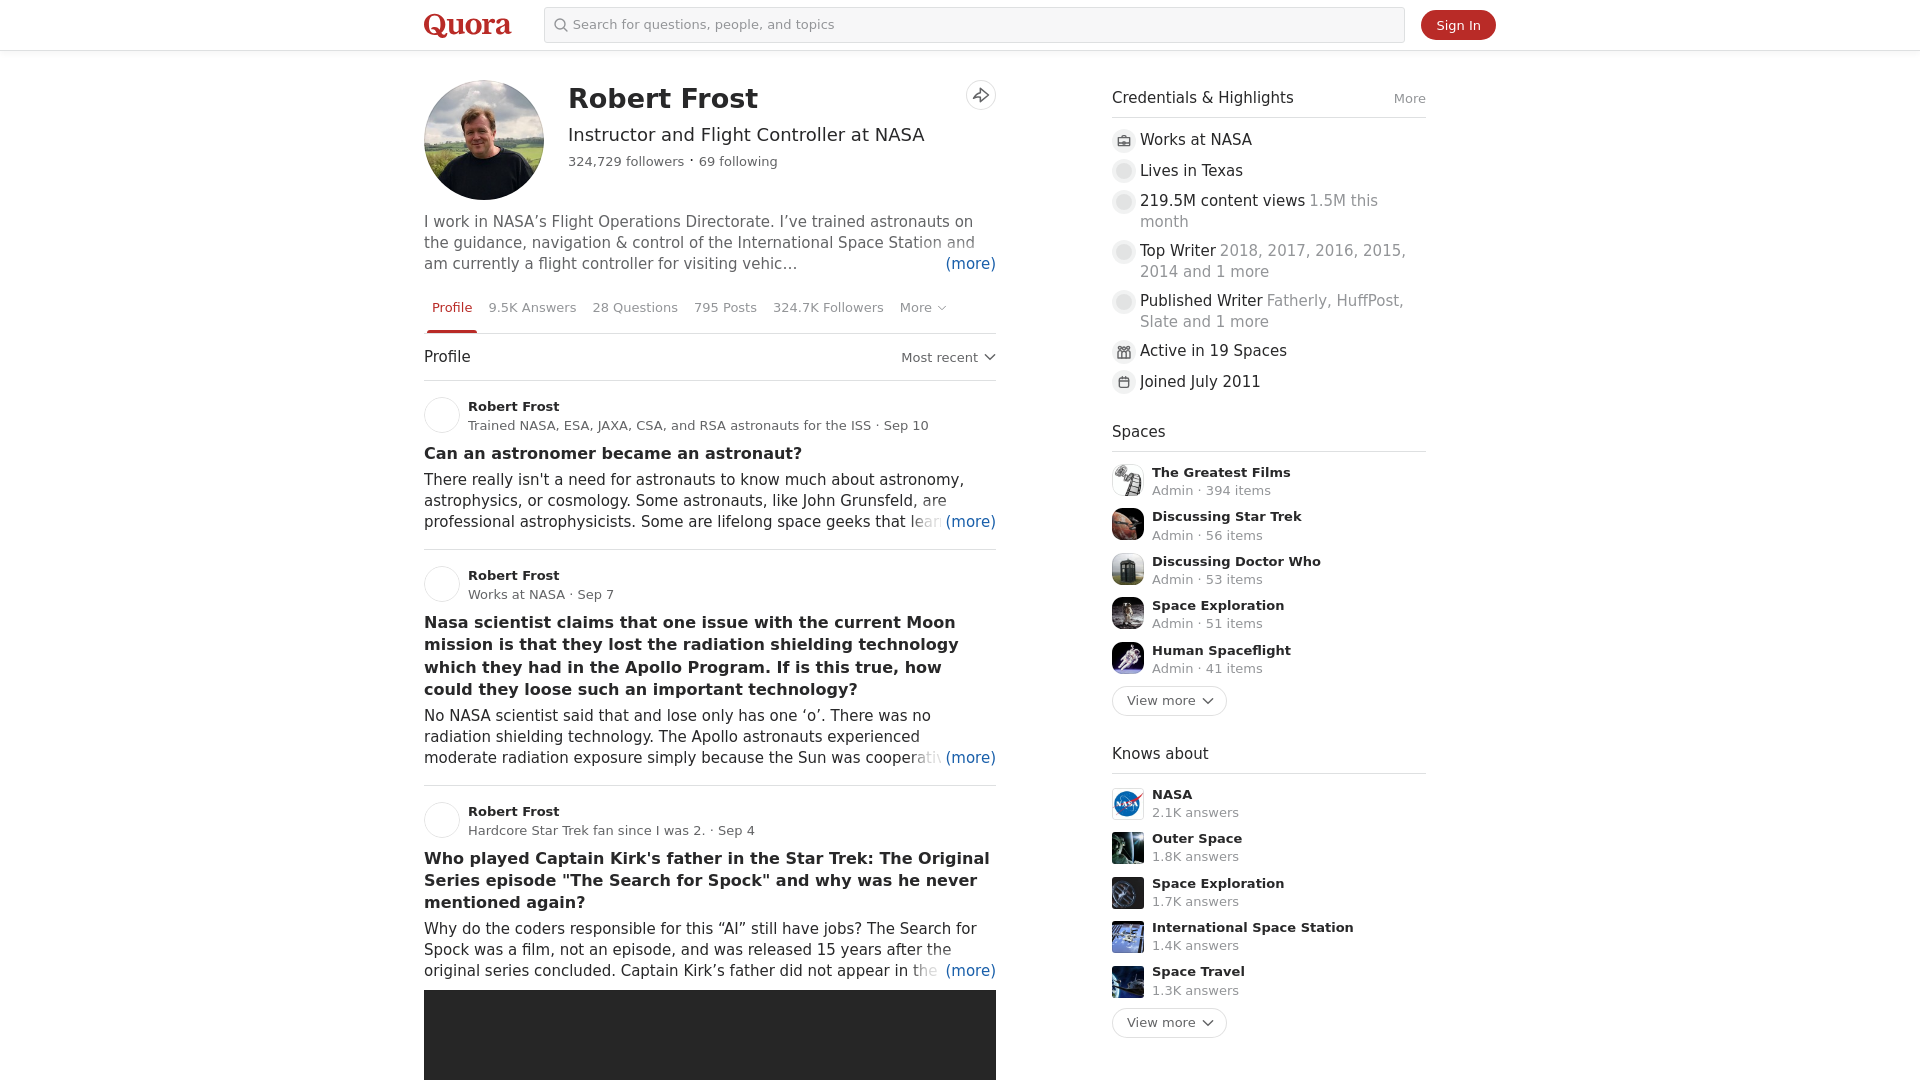 Quora
Search for questions, people, and topics
Sign In
Robert Frost
Instructor and Flight Controller at NASA
324,729 followers · 69 following
I work in NASA’s Flight Operations Directorate. I’ve trained astronauts on
the guidance, navigation & control of the International Space Station and
am currently a flight controller for visiting vehic…
(more)
Profile
9.5K Answers
28 Questions
795 Posts
324.7K Followers
More
Profile
Most recent
Robert Frost
Trained NASA, ESA, JAXA, CSA, and RSA astronauts for the ISS · Sep 10
Can an astronomer became an astronaut?
There really isn't a need for astronauts to know much about astronomy,
astrophysics, or cosmology. Some astronauts, like John Grunsfeld, are
professional astrophysicists. Some are lifelong space geeks that lear
(more)
Robert Frost
Works at NASA · Sep 7
Nasa scientist claims that one issue with the current Moon
mission is that they lost the radiation shielding technology
which they had in the Apollo Program. If is this true, how
could they loose such an important technology?
No NASA scientist said that and lose only has one ‘o’. There was no
radiation shielding technology. The Apollo astronauts experienced
moderate radiation exposure simply because the Sun was cooperativ
(more)
Robert Frost
Hardcore Star Trek fan since I was 2. · Sep 4
Who played Captain Kirk's father in the Star Trek: The Original
Series episode "The Search for Spock" and why was he never
mentioned again?
Why do the coders responsible for this “AI” still have jobs? The Search for
Spock was a film, not an episode, and was released 15 years after the
original series concluded. Captain Kirk’s father did not appear in the
(more)
Credentials & Highlights
More
Works at NASA
Lives in Texas
219.5M content views 1.5M this
month
Top Writer 2018, 2017, 2016, 2015,
2014 and 1 more
Published Writer Fatherly, HuffPost,
Slate and 1 more
Active in 19 Spaces
Joined July 2011
Spaces
The Greatest Films
Admin · 394 items
Discussing Star Trek
Admin · 56 items
Discussing Doctor Who
Admin · 53 items
Space Exploration
Admin · 51 items
Human Spaceflight
Admin · 41 items
View more
Knows about
NASA
NASA
2.1K answers
Outer Space
1.8K answers
Space Exploration
1.7K answers
International Space Station
1.4K answers
Space Travel
1.3K answers
View more